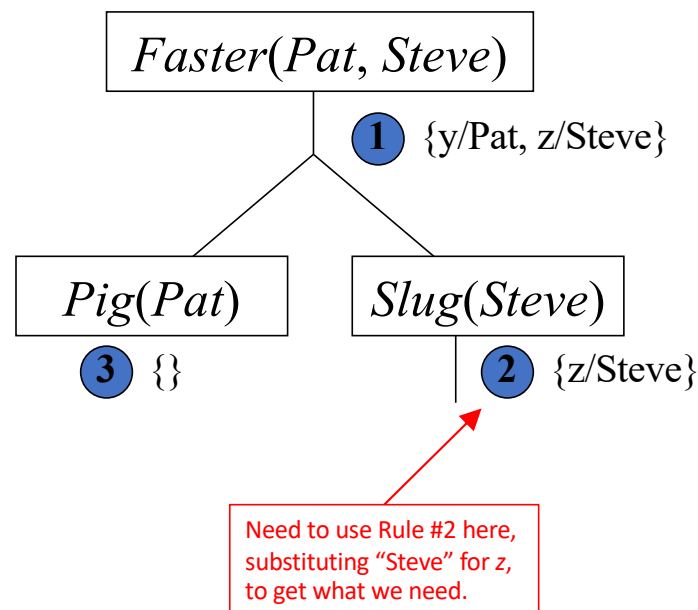 Faster(Pat, Steve)
1 {y/Pat, z/Steve}
Pig(Pat)
Slug(Steve)
3 {}
2 {z/Steve}
Need to use Rule #2 here,
substituting “Steve” for z,
to get what we need.